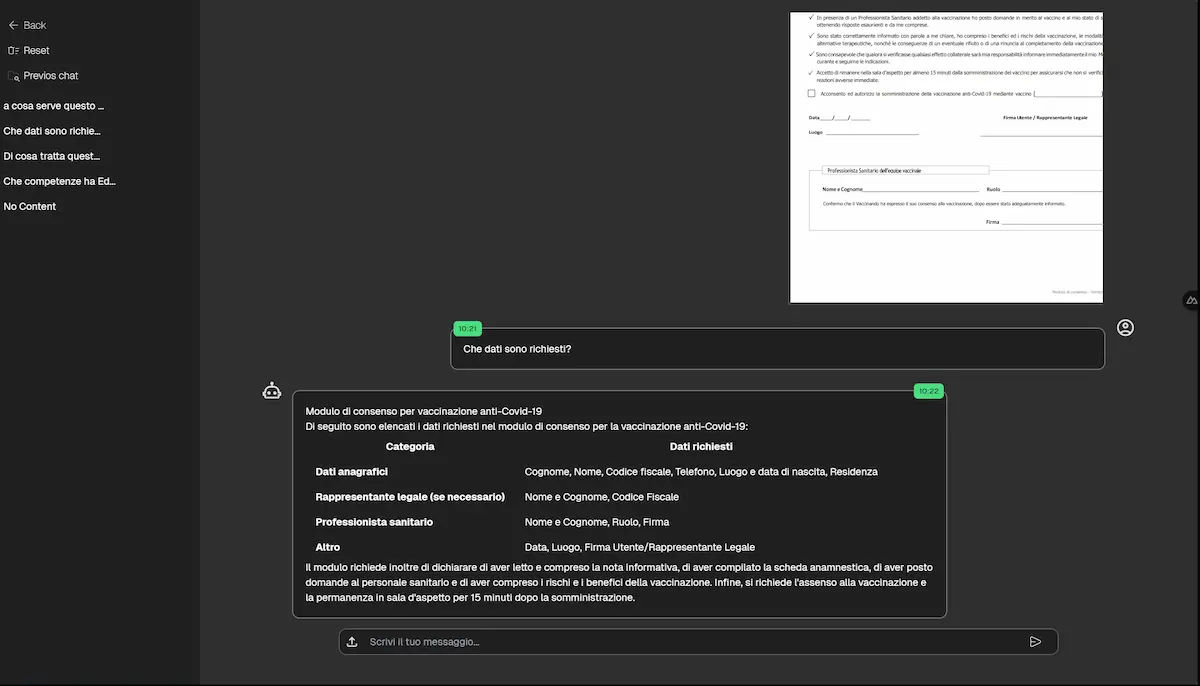 Back
Reset
Previos chat
a cosa serve questo ...
Che dati sono richie...
Di cosa tratta quest...
Che competenze ha Ed...
No Content
✓ In presenza di un Professionista Sanitario addetto alla vaccinazione ho posto domande in merito al vaccino e al mio stato di s
ottenendo risposte esaurienti e da me comprese.
✓ Sono stato correttamente informato con parole a me chiare, ho compreso i benefici ed i rischi della vaccinazione, le modalit
alternative terapeutiche, nonché le conseguenze di un eventuale rifiuto o di una rinuncia al completamento della vaccinazione
✓ Sono consapevole che qualora si verificasse qualsiasi effetto collaterale sarà mia responsabilità informare immediatamente il mio M
curante e seguirne le indicazioni.
✓ Accetto di rimanere nella sala d'aspetto per almeno 15 minuti dalla somministrazione del vaccino per assicurarsi che non si verific
reazioni avverse immediate.
Acconsento ed autorizzo la somministrazione della vaccinazione anti-Covid-19 mediante vaccino [___________________]
Data____/____/______
Firma Utente / Rappresentante Legale
Luogo ______________________
Professionista Sanitario dell'equipe vaccinale
Nome e Cognome____________________________ Ruolo ________________________
Confermo che il Vaccinando ha espresso il suo consenso alla vaccinazione, dopo essere stato adeguatamente informato.
Firma ________________________
Modulo di consenso
10:21
Che dati sono richiesti?
10:22
Modulo di consenso per vaccinazione anti-Covid-19
Di seguito sono elencati i dati richiesti nel modulo di consenso per la vaccinazione anti-Covid-19:
Categoria Dati richiesti
Dati anagrafici Cognome, Nome, Codice fiscale, Telefono, Luogo e data di nascita, Residenza
Rappresentante legale (se necessario) Nome e Cognome, Codice Fiscale
Professionista sanitario Nome e Cognome, Ruolo, Firma
Altro Data, Luogo, Firma Utente/Rappresentante Legale
Il modulo richiede inoltre di dichiarare di aver letto e compreso la nota informativa, di aver compilato la scheda anamnestica, di aver posto
domande al personale sanitario e di aver compreso i rischi e i benefici della vaccinazione. Infine, si richiede l'assenso alla vaccinazione e
la permanenza in sala d'aspetto per 15 minuti dopo la somministrazione.
Scrivi il tuo messaggio...